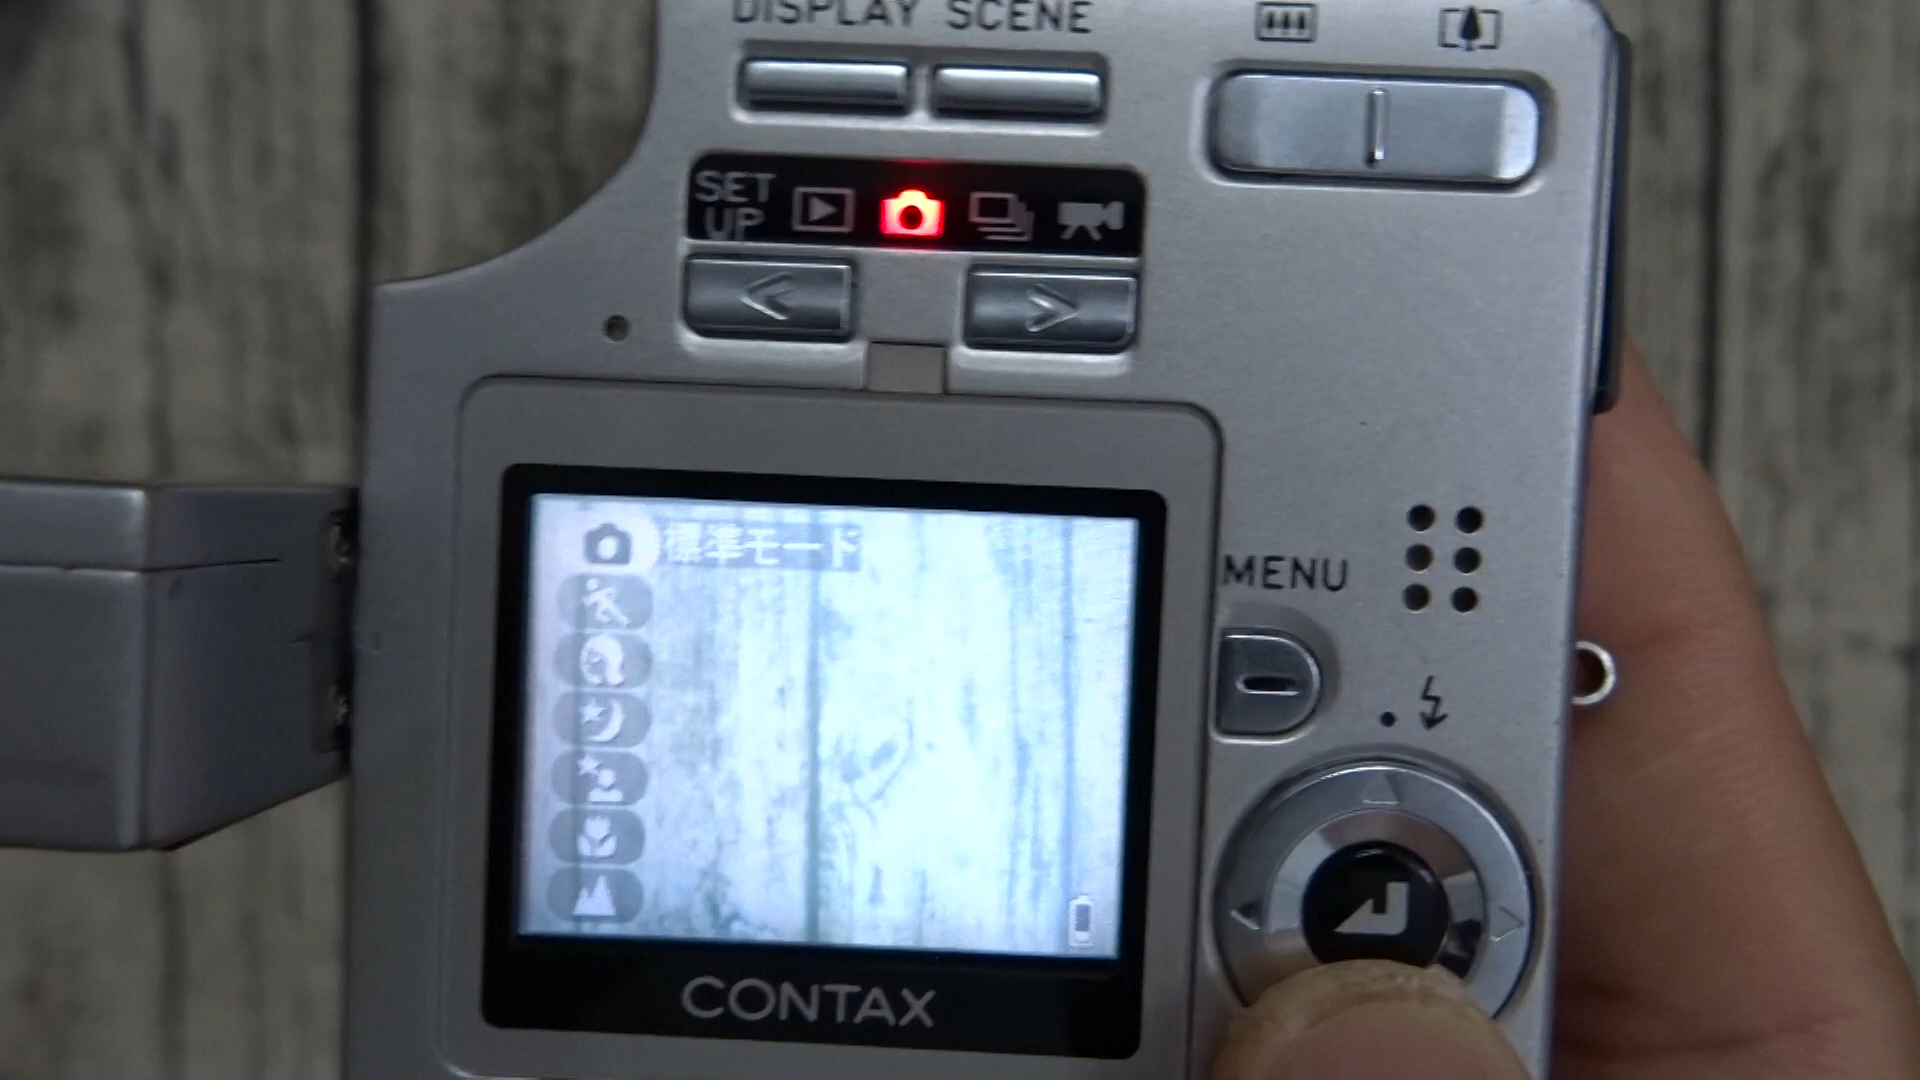 DISPLAY SCENE
SET
UP
標準モード
MENU
CONTAX